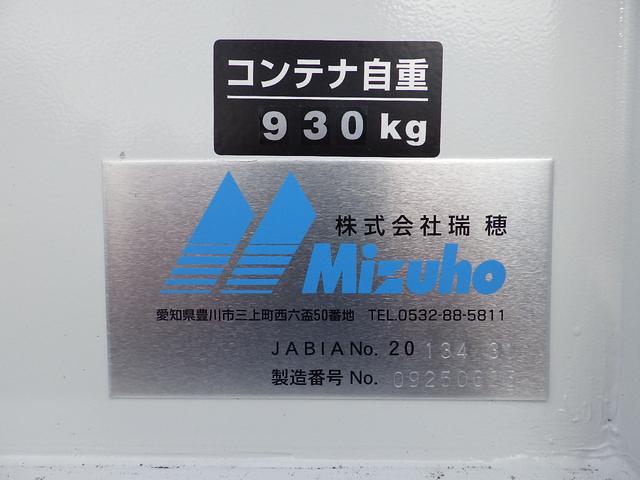 コンテナ自重
930kg
株式会社瑞穂
Mizuho
愛知県豊川市三上町西六盃50番地 TEL.0532-88-5811
JABIA No. 20 134
製造番号 No.